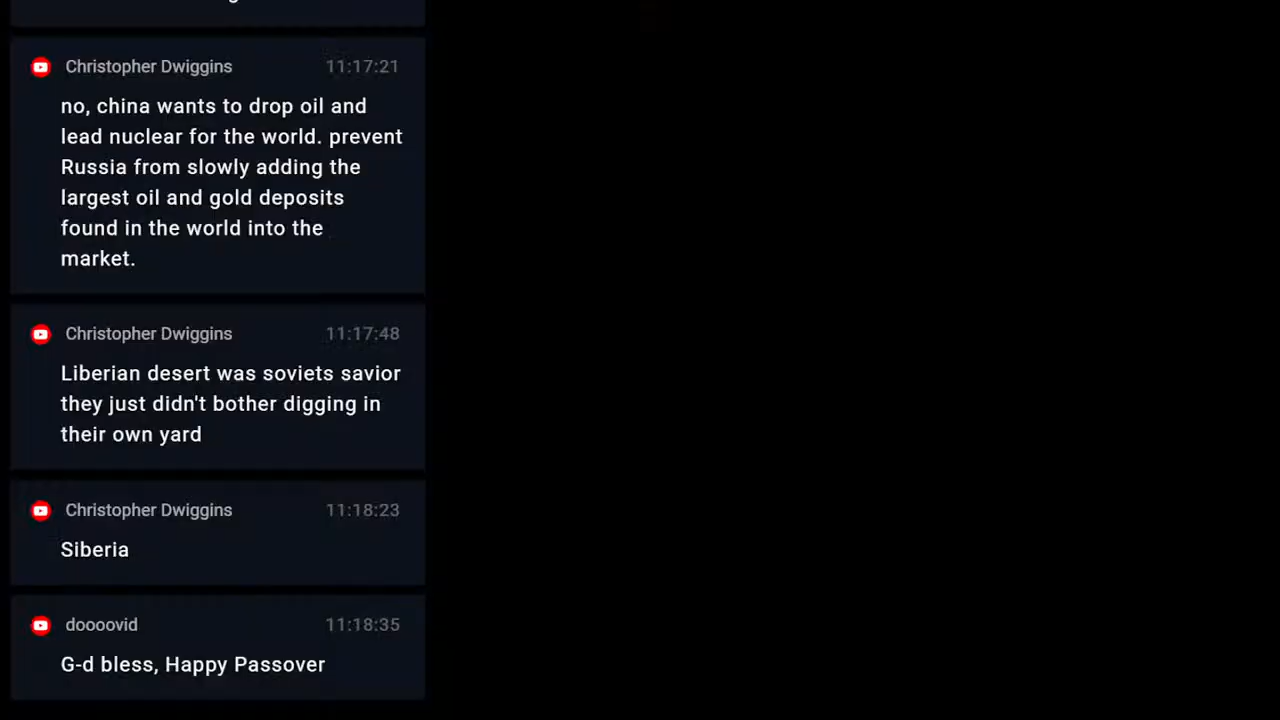 Christopher Dwiggins 11:17:21
no, china wants to drop oil and
lead nuclear for the world. prevent
Russia from slowly adding the
largest oil and gold deposits
found in the world into the
market.
Christopher Dwiggins 11:17:48
Liberian desert was soviets savior
they just didn't bother digging in
their own yard
Christopher Dwiggins 11:18:23
Siberia
doooovid 11:18:35
G-d bless, Happy Passover